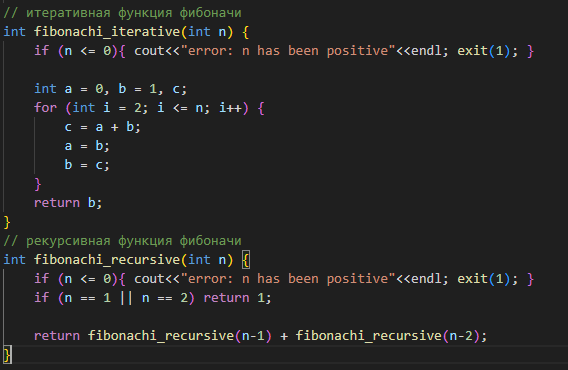 // итеративная функция фибоначи
int fibonachi_iterative(int n) {
    if (n <= 0){ cout<<"error: n has been positive"<<endl; exit(1); }

    int a = 0, b = 1, c;
    for (int i = 2; i <= n; i++) {
        c = a + b;
        a = b;
        b = c;
    }
    return b;
}
// рекурсивная функция фибоначи
int fibonachi_recursive(int n) {
    if (n <= 0){ cout<<"error: n has been positive"<<endl; exit(1); }
    if (n == 1 || n == 2) return 1;

    return fibonachi_recursive(n-1) + fibonachi_recursive(n-2);
}